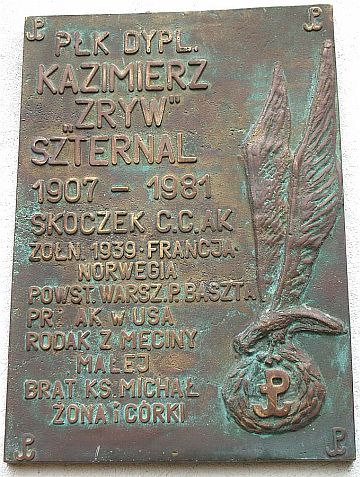 PŁK DYPL.
KAZIMIERZ
„ZRYW"
SZTERNAL
1907 – 1981
SKOCZEK C.C. AK
ŻOŁN. 1939 · FRANCJA ·
NORWEGIA
POWST. WARSZ. P. BASZTA
AK W USA
RODAK Z MĘCINY
MAŁEJ
BRAT KS. MICHAŁ
ŻONA i CÓRKI